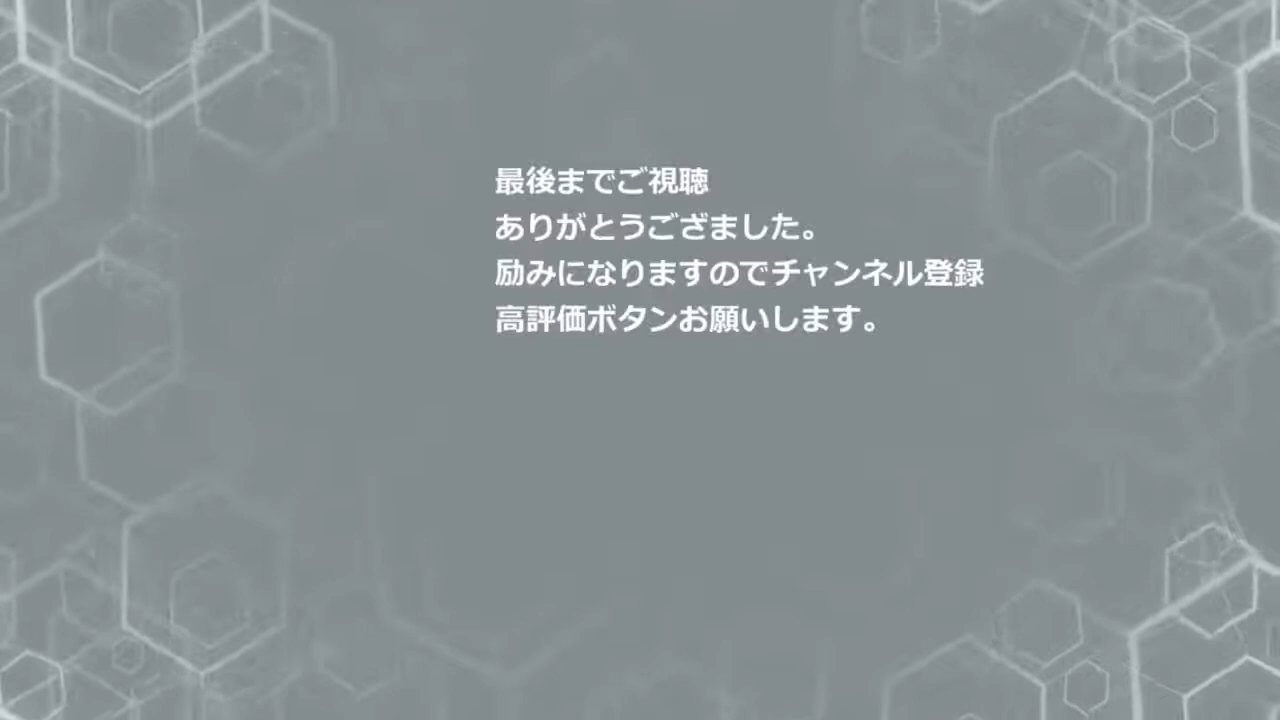 最後までご視聴
ありがとうござました。
励みになりますのでチャンネル登録
高評価ボタンお願いします。